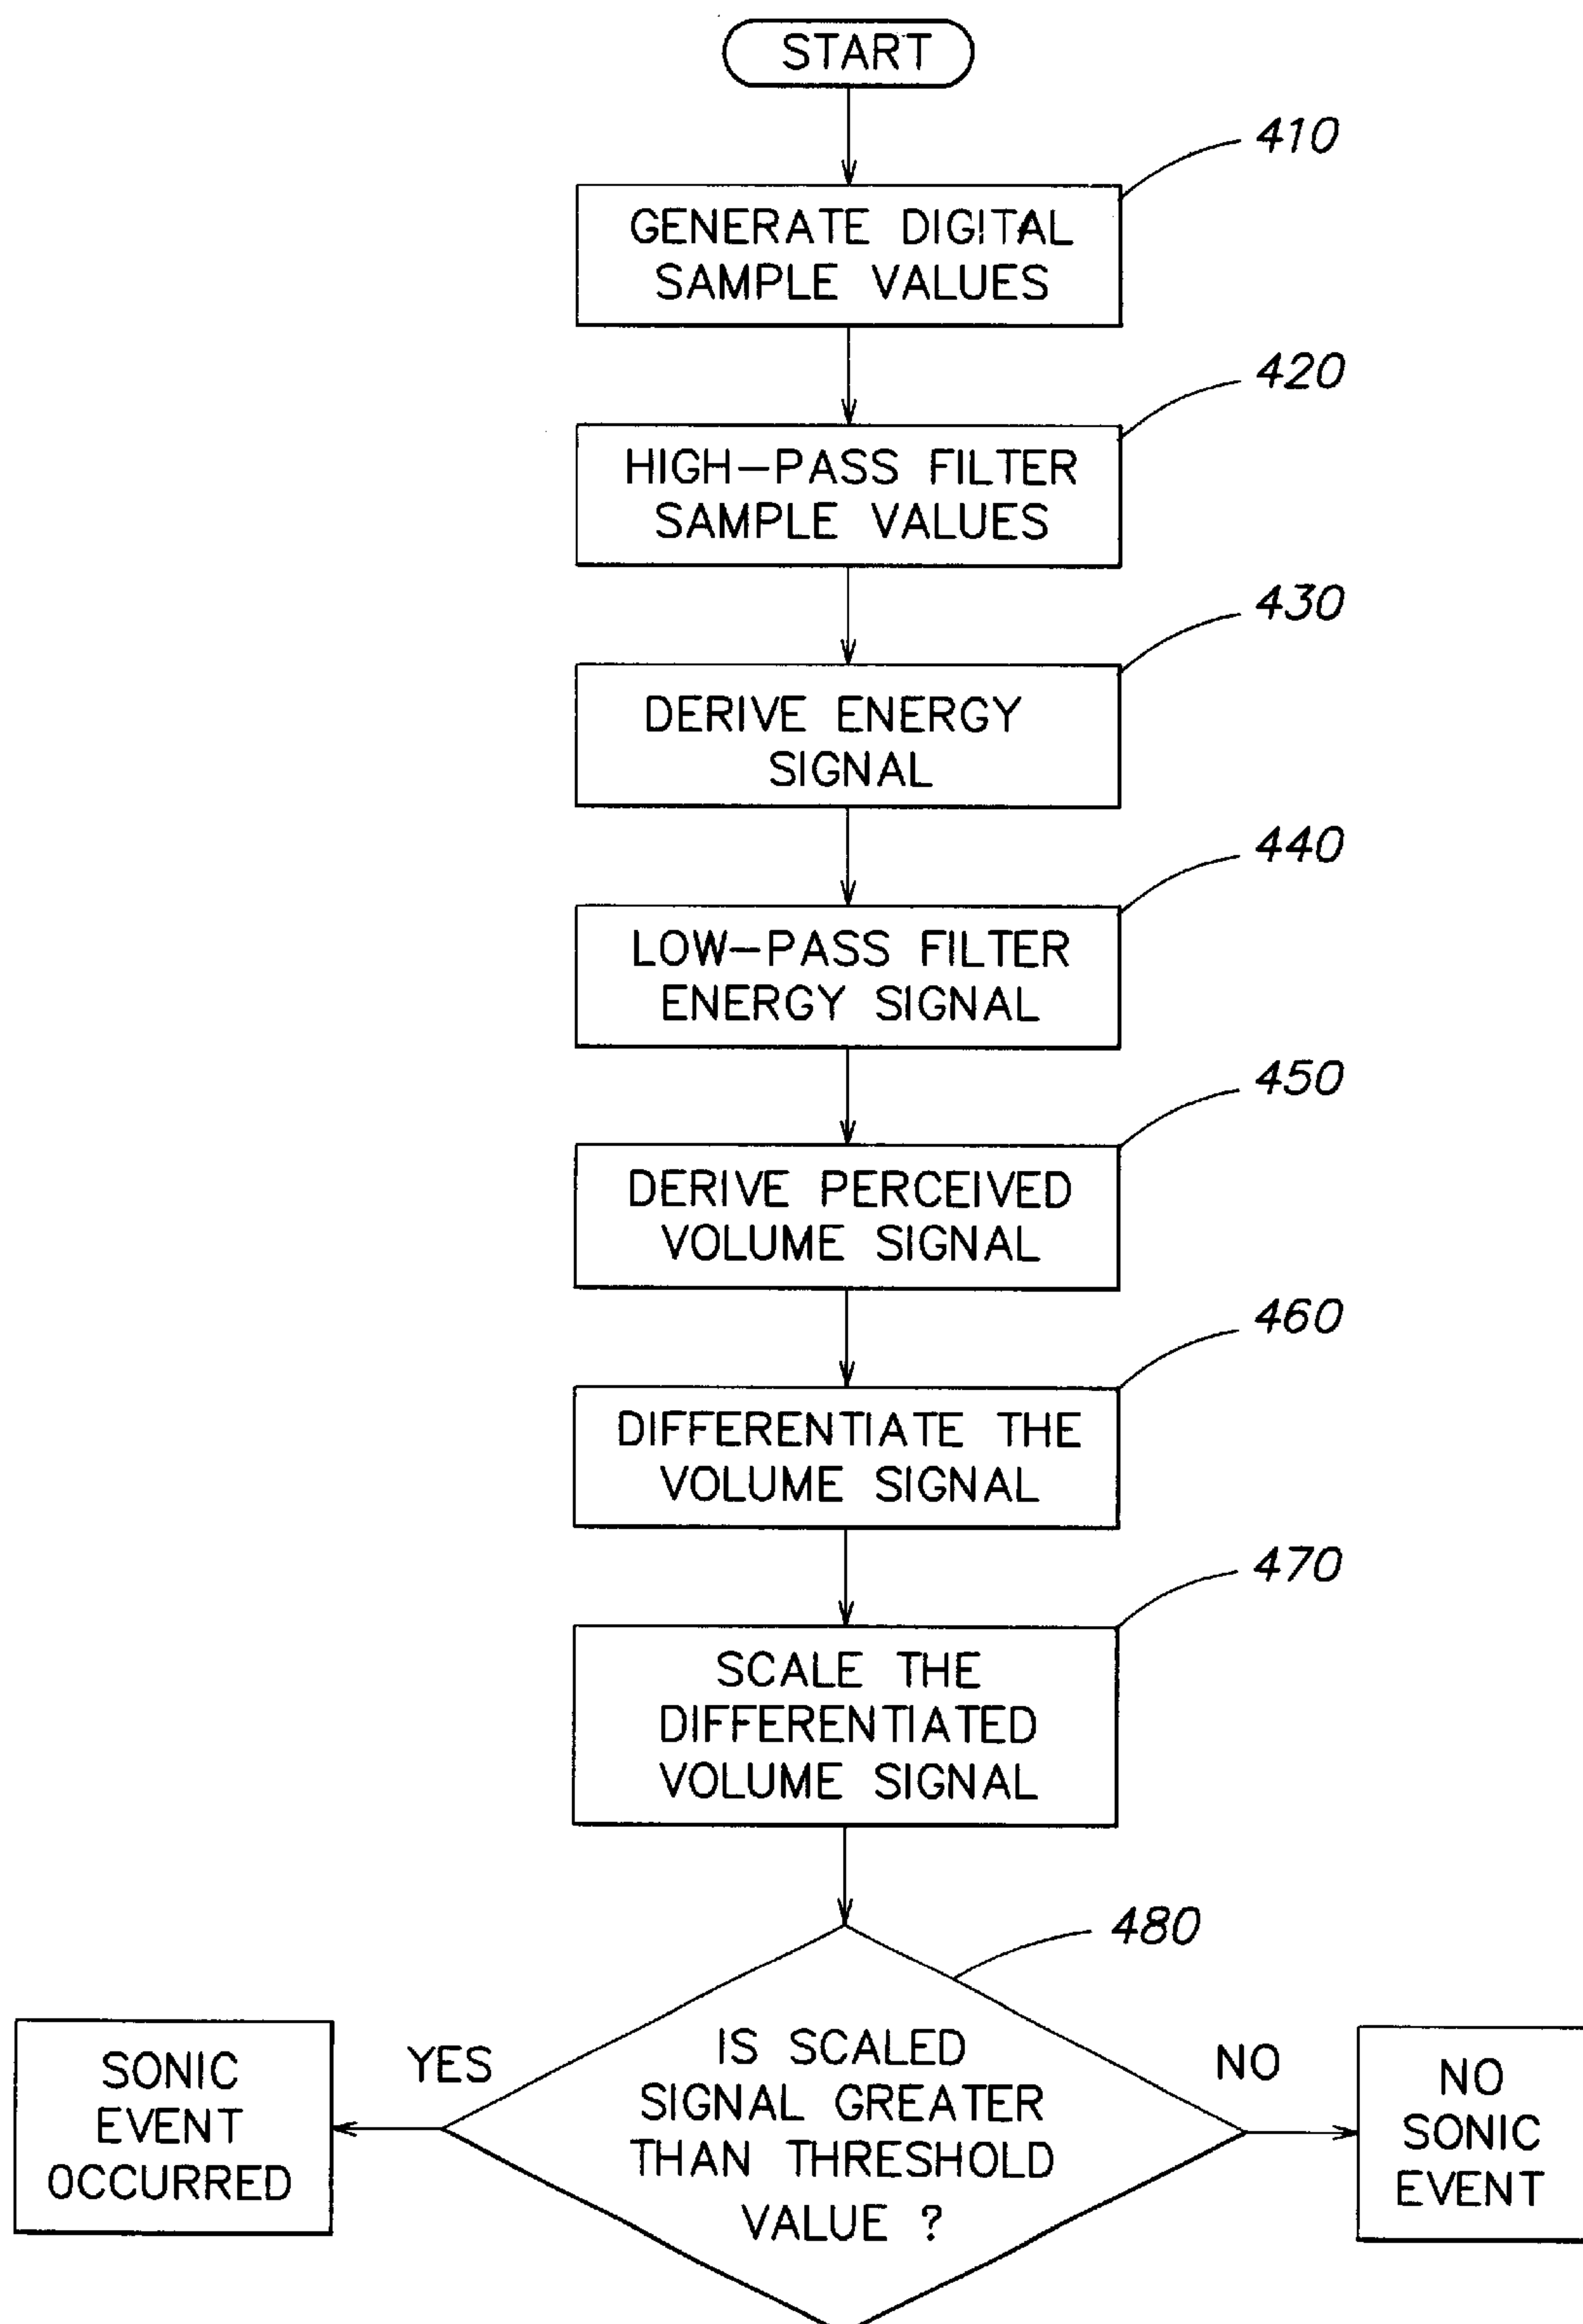 START
410
GENERATE DIGITAL
SAMPLE VALUES
420
HIGH-PASS FILTER
SAMPLE VALUES
430
DERIVE ENERGY
SIGNAL
440
LOW-PASS FILTER
ENERGY SIGNAL
450
DERIVE PERCEIVED
VOLUME SIGNAL
460
DIFFERENTIATE THE
VOLUME SIGNAL
470
SCALE THE
DIFFERENTIATED
VOLUME SIGNAL
480
IS SCALED
SIGNAL GREATER
THAN THRESHOLD
VALUE ?
YES
SONIC
EVENT
OCCURRED
NO
NO
SONIC
EVENT